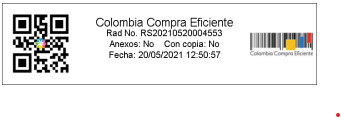 Colombia Compra Eficiente
Rad No. RS20210520004553
Anexos: No Con copia: No
Fecha: 20/05/2021 12:50:57
Colombia Compra Eficiente